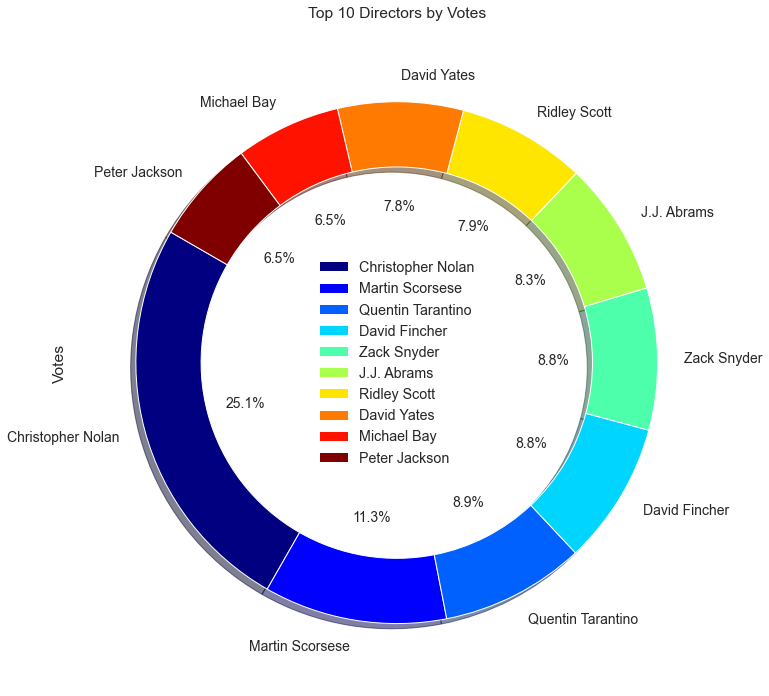 Top 10 Directors by Votes
David Yates
Michael Bay
Ridley Scott
Peter Jackson
J.J. Abrams
7.8%
6.5%
7.9%
6.5%
8.3%
Christopher Nolan
Martin Scorsese
Quentin Tarantino
David Fincher
Zack Snyder
J.J. Abrams
Ridley Scott
David Yates
Michael Bay
Peter Jackson
Votes
8.8%
Zack Snyder
25.1%
Christopher Nolan
8.8%
11.3%
8.9%
David Fincher
Quentin Tarantino
Martin Scorsese